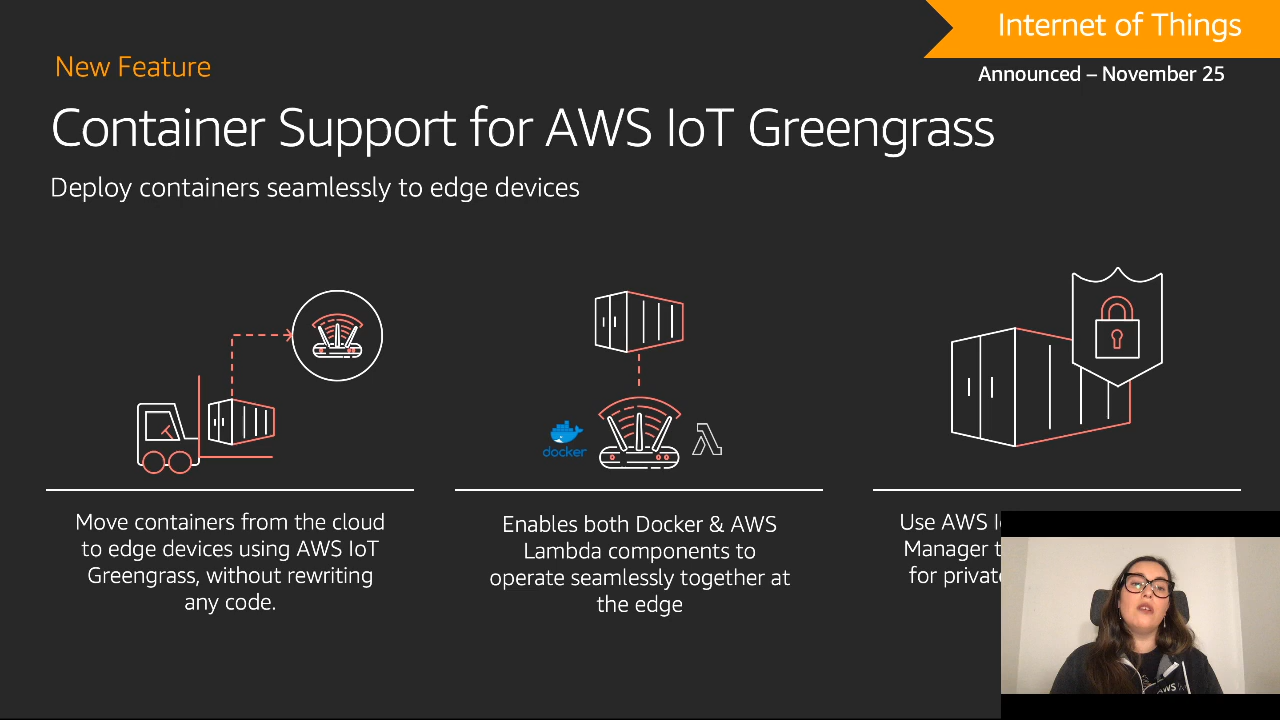 Internet of Things
Announced – November 25
New Feature
Container Support for AWS IoT Greengrass
Deploy containers seamlessly to edge devices
docker
Move containers from the cloud
to edge devices using AWS IoT
Greengrass, without rewriting
any code.
Enables both Docker & AWS
Lambda components to
operate seamlessly together at
the edge
Use AWS
Manager
for
AWS